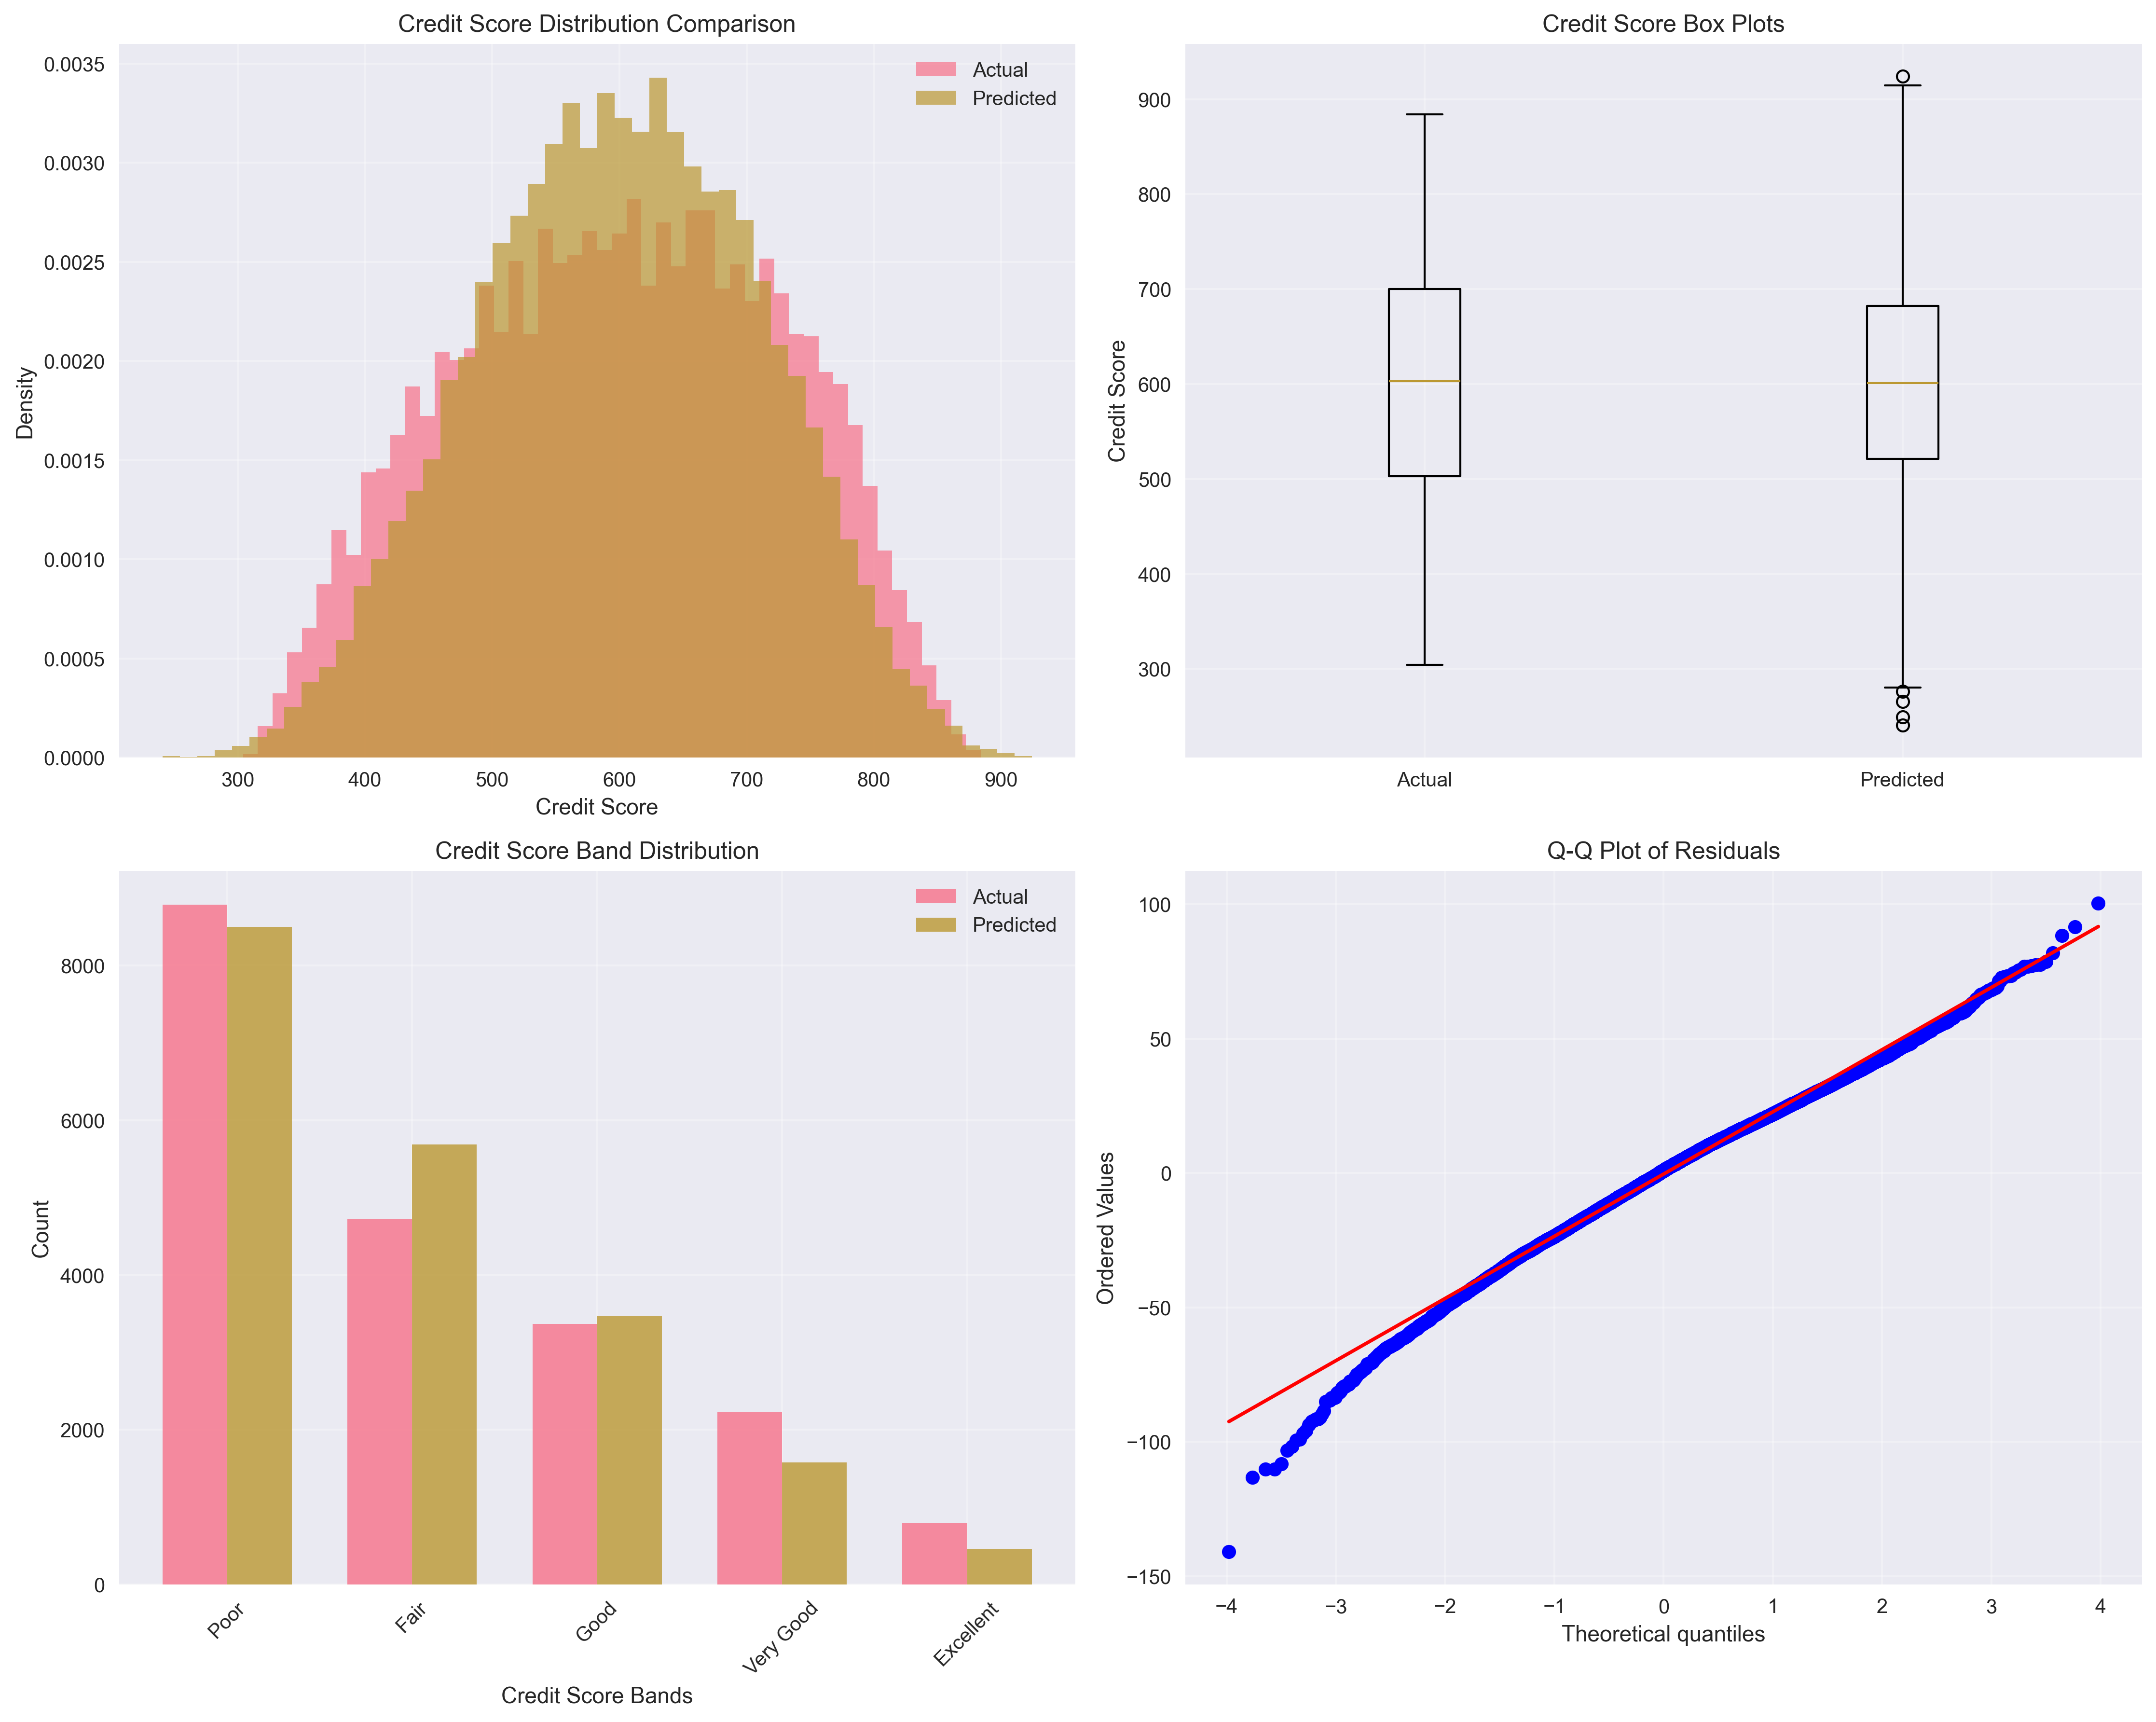 Credit Score Distribution Comparison
Actual
Predicted
0.0035
0.0030
0.0025
0.0020
0.0015
0.0010
0.0005
0.0000
Density
300 400 500 600 700 800 900
Credit Score
Credit Score Box Plots
900
800
700
600
500
400
300
Credit Score
Actual Predicted
Credit Score Band Distribution
Actual
Predicted
8000
6000
4000
2000
0
Count
Poor Fair Good Very Good Excellent
Credit Score Bands
Q-Q Plot of Residuals
100
50
0
−50
−100
−150
Ordered Values
−4 −3 −2 −1 0 1 2 3 4
Theoretical quantiles